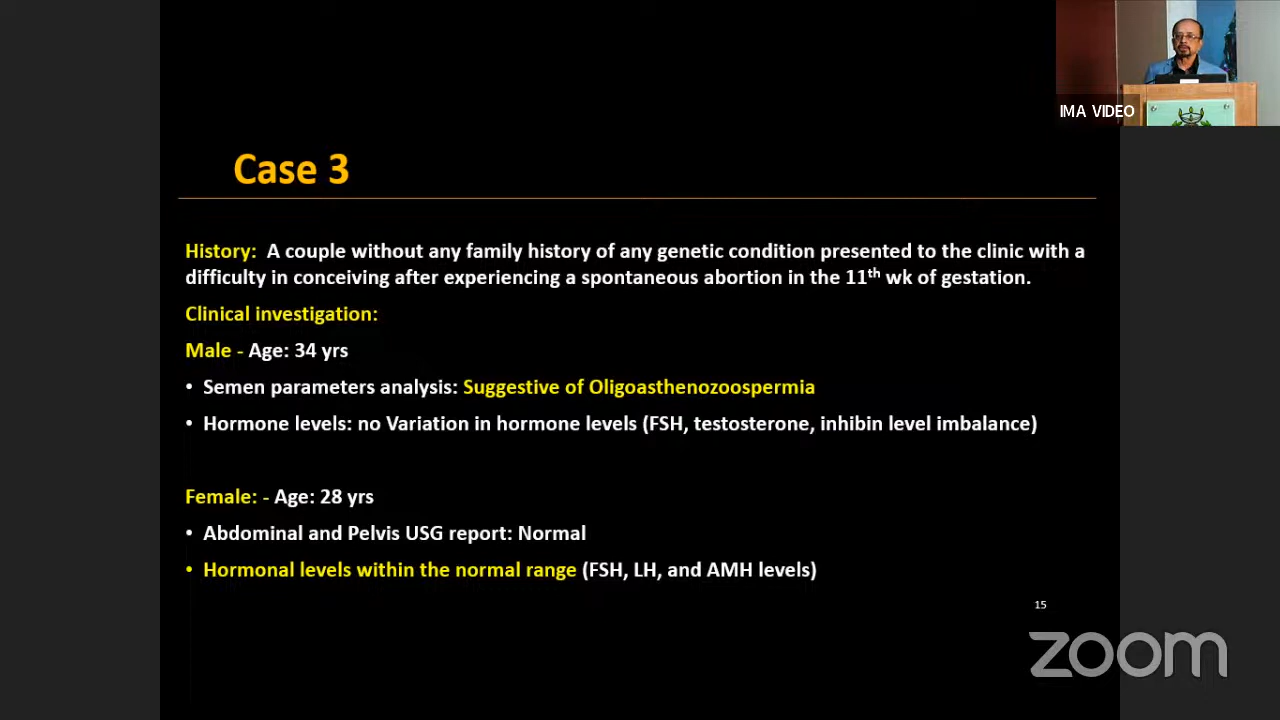 IMA VIDEO
Case 3
History: A couple without any family history of any genetic condition presented to the clinic with a
difficulty in conceiving after experiencing a spontaneous abortion in the 11th wk of gestation.
Clinical investigation:
Male - Age: 34 yrs
• Semen parameters analysis: Suggestive of Oligoasthenozoospermia
• Hormone levels: no Variation in hormone levels (FSH, testosterone, inhibin level imbalance)
Female: - Age: 28 yrs
• Abdominal and Pelvis USG report: Normal
• Hormonal levels within the normal range (FSH, LH, and AMH levels)
15
zoom